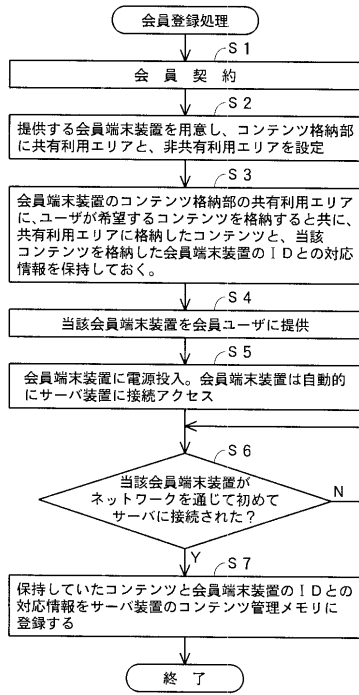 会員登録処理
S1
会員契約
S2
提供する会員端末装置を用意し、コンテンツ格納部
に共有利用エリアと、非共有利用エリアを設定
S3
会員端末装置のコンテンツ格納部の共有利用エリア
に、ユーザが希望するコンテンツを格納すると共に、
共有利用エリアに格納したコンテンツと、当該
コンテンツを格納した会員端末装置のIDとの対応
情報を保持しておく。
S4
当該会員端末装置を会員ユーザに提供
S5
会員端末装置に電源投入。会員端末装置は自動的
にサーバ装置に接続アクセス
S6
当該会員端末装置が
ネットワークを通じて初めて
サーバに接続された?
N
Y
S7
保持していたコンテンツと会員端末装置のIDとの
対応情報をサーバ装置のコンテンツ管理メモリに
登録する
終了